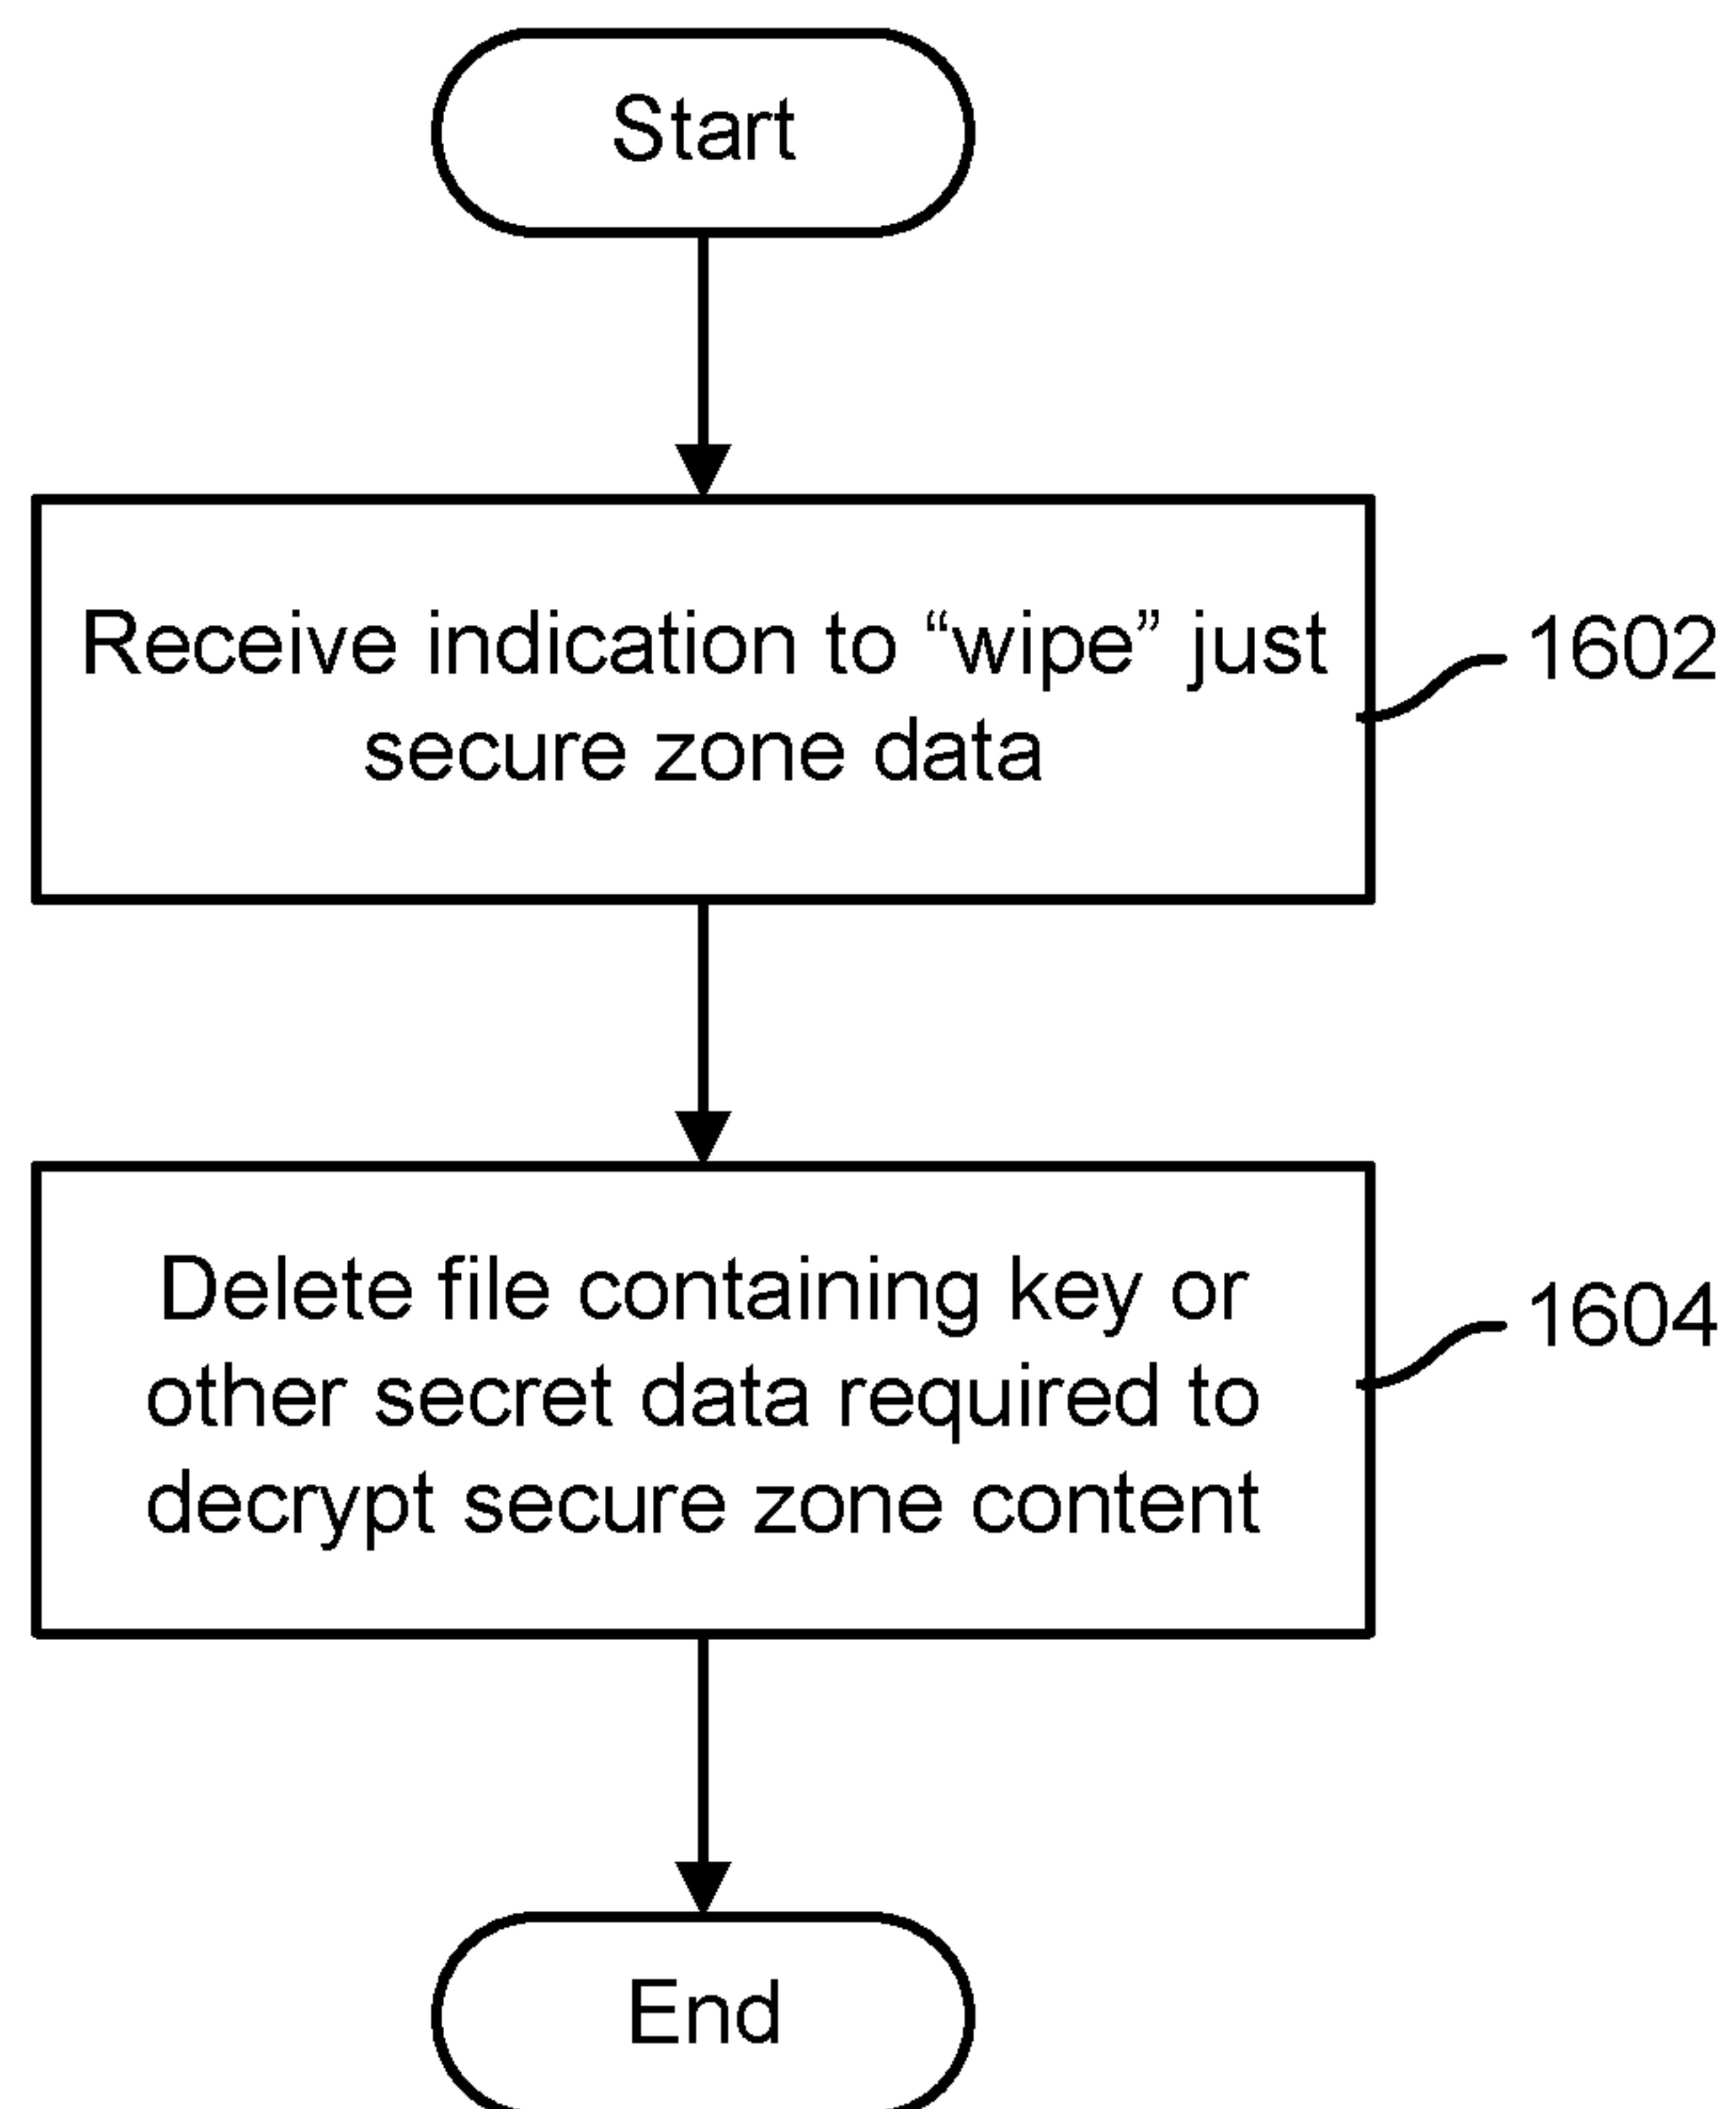 Start
Receive indication to “wipe” just
secure zone data
1602
Delete file containing key or
other secret data required to
decrypt secure zone content
1604
End